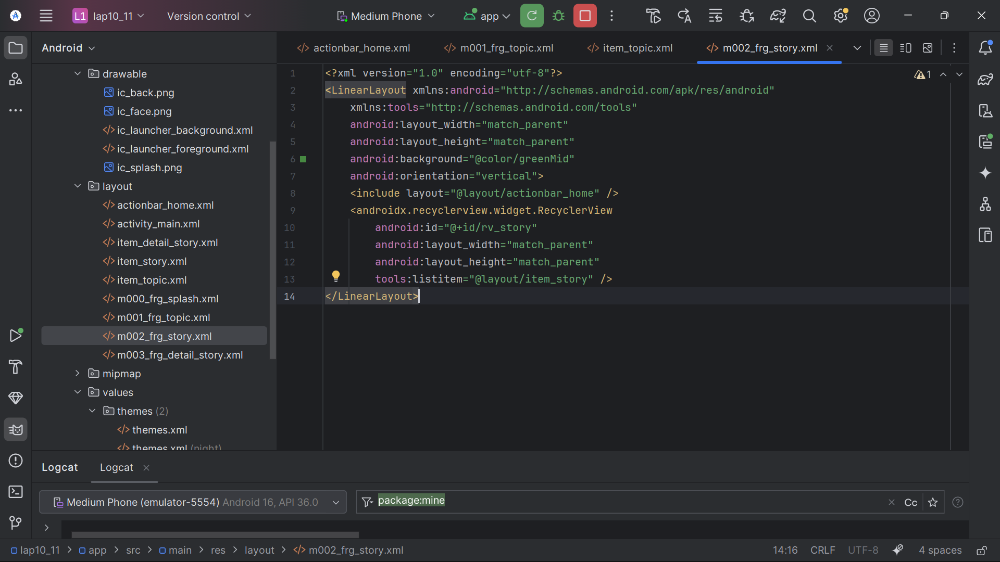 L1 lap10_11 Version control Medium Phone app
Android
actionbar_home.xml m001_frg_topic.xml item_topic.xml m002_frg_story.xml
drawable
ic_back.png
ic_face.png
ic_launcher_background.xml
ic_launcher_foreground.xml
ic_splash.png
layout
actionbar_home.xml
activity_main.xml
item_detail_story.xml
item_story.xml
item_topic.xml
m000_frg_splash.xml
m001_frg_topic.xml
m002_frg_story.xml
m003_frg_detail_story.xml
mipmap
values
themes (2)
themes.xml
themes.xml (night)
1 <?xml version="1.0" encoding="utf-8"?>
2 <LinearLayout xmlns:android="http://schemas.android.com/apk/res/android"
3 xmlns:tools="http://schemas.android.com/tools"
4 android:layout_width="match_parent"
5 android:layout_height="match_parent"
6 android:background="@color/greenMid"
7 android:orientation="vertical">
8 <include layout="@layout/actionbar_home" />
9 <androidx.recyclerview.widget.RecyclerView
10 android:id="@+id/rv_story"
11 android:layout_width="match_parent"
12 android:layout_height="match_parent"
13 tools:listitem="@layout/item_story" />
14 </LinearLayout>
1
Logcat Logcat
Medium Phone (emulator-5554) Android 16, API 36.0 package:mine Cc
lap10_11 app src main res layout m002_frg_story.xml 14:16 CRLF UTF-8 4 spaces